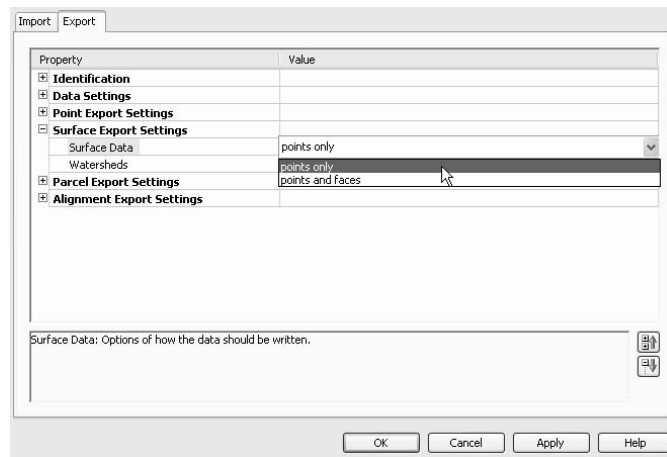 Import Export
Property Value
Identification
Data Settings
Point Export Settings
Surface Export Settings
Surface Data points only
Watersheds points only
points and faces
Parcel Export Settings
Alignment Export Settings
Surface Data: Options of how the data should be written.
OK Cancel Apply Help